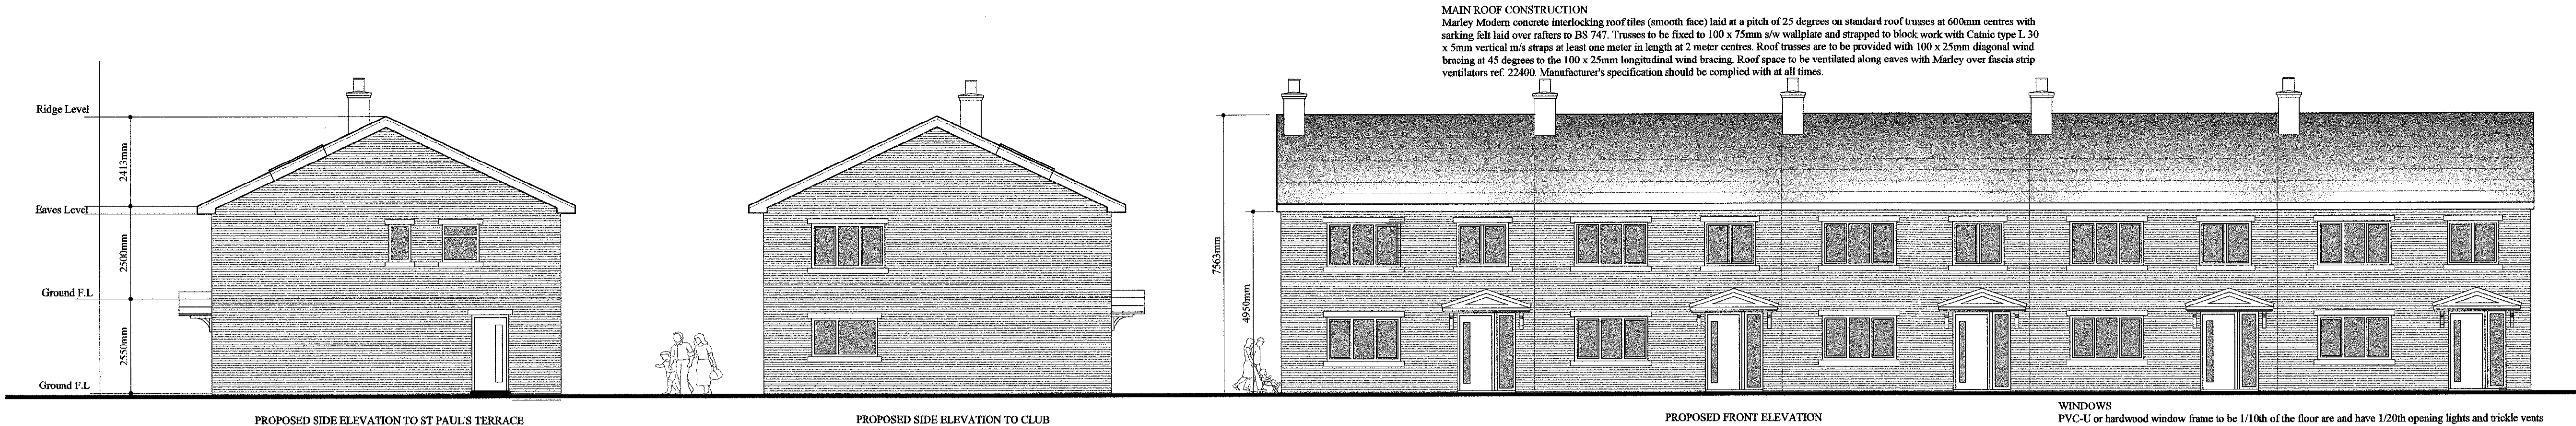 MAIN ROOF CONSTRUCTION
Marley Modern concrete interlocking roof tiles (smooth face) laid at a pitch of 25 degrees on standard roof trusses at 600mm centres with
sarking felt laid over rafters to BS 747. Trusses to be fixed to 100 x 75mm s/w wallplate and strapped to block work with Catnic type L 30
x 5mm vertical m/s straps at least one meter in length at 2 meter centres. Roof trusses are to be provided with 100 x 25mm diagonal wind
bracing at 45 degrees to the 100 x 25mm longitudinal wind bracing. Roof space to be ventilated along eaves with Marley over fascia strip
ventilators ref. 22400. Manufacturer's specification should be complied with at all times.
Ridge Level
2413mm
Eaves Level
2500mm
Ground F.L
2550mm
Ground F.L
7563mm
4950mm
PROPOSED SIDE ELEVATION TO ST PAUL'S TERRACE
PROPOSED SIDE ELEVATION TO CLUB
PROPOSED FRONT ELEVATION
WINDOWS
PVC-U or hardwood window frame to be 1/10th of the floor are and have 1/20th opening lights and trickle vents